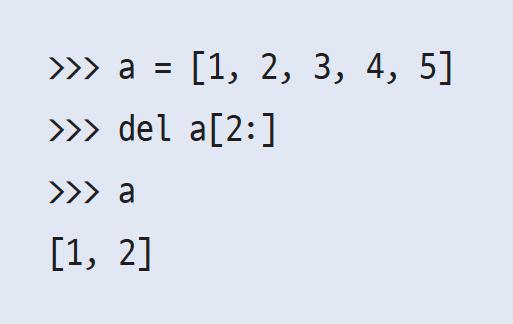 >>> a = [1, 2, 3, 4, 5]
>>> del a[2:]
>>> a
[1, 2]